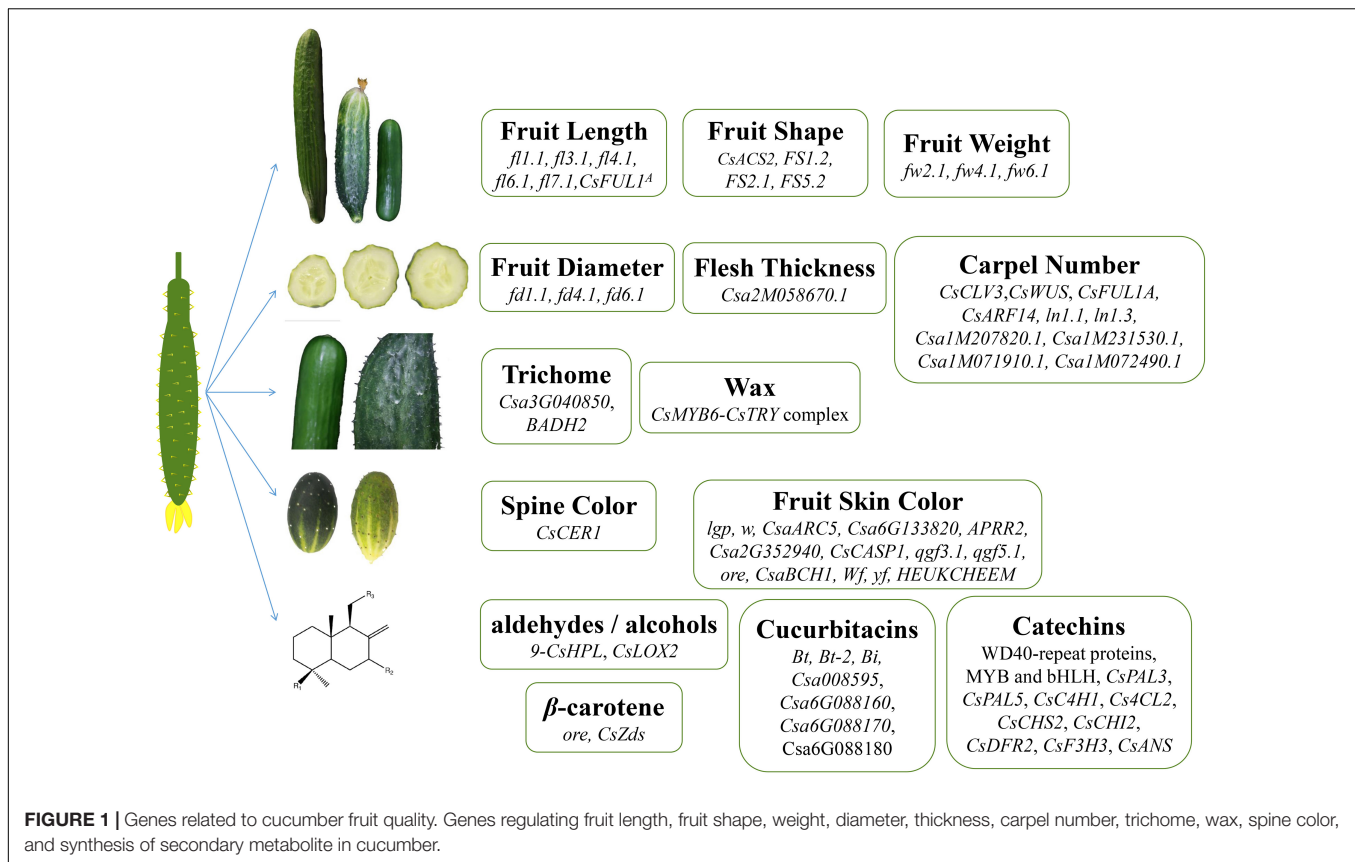 Fruit Length
fl1.1, fl3.1, fl4.1,
fl6.1, fl7.1,CsFUL1ᴬ
Fruit Shape
CsACS2, FS1.2,
FS2.1, FS5.2
Fruit Weight
fw2.1, fw4.1, fw6.1
Fruit Diameter
fd1.1, fd4.1, fd6.1
Flesh Thickness
Csa2M058670.1
Carpel Number
CsCLV3,CsWUS, CsFUL1A,
CsARF14, ln1.1, ln1.3,
Csa1M207820.1, Csa1M231530.1,
Csa1M071910.1, Csa1M072490.1
Trichome
Csa3G040850,
BADH2
Wax
CsMYB6-CsTRY complex
Spine Color
CsCER1
Fruit Skin Color
lgp, w, CsaARC5, Csa6G133820, APRR2,
Csa2G352940, CsCASP1, qgf3.1, qgf5.1,
ore, CsaBCH1, Wf, yf, HEUKCHEEM
R₃
R₂
R₁
aldehydes / alcohols
9-CsHPL, CsLOX2
β-carotene
ore, CsZds
Cucurbitacins
Bt, Bt-2, Bi,
Csa008595,
Csa6G088160,
Csa6G088170,
Csa6G088180
Catechins
WD40-repeat proteins,
MYB and bHLH, CsPAL3,
CsPAL5, CsC4H1, Cs4CL2,
CsCHS2, CsCHI2,
CsDFR2, CsF3H3, CsANS
FIGURE 1 | Genes related to cucumber fruit quality. Genes regulating fruit length, fruit shape, weight, diameter, thickness, carpel number, trichome, wax, spine color,
and synthesis of secondary metabolite in cucumber.